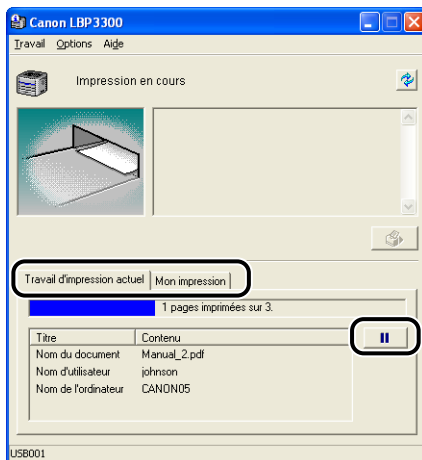 Canon LBP3300
Travail Options Aide
Impression en cours
Travail d'impression actuel Mon impression
1 pages imprimées sur 3.
Titre Contenu
Nom du document Manual_2.pdf
Nom d'utilisateur johnson
Nom de l'ordinateur CANON05
USB001